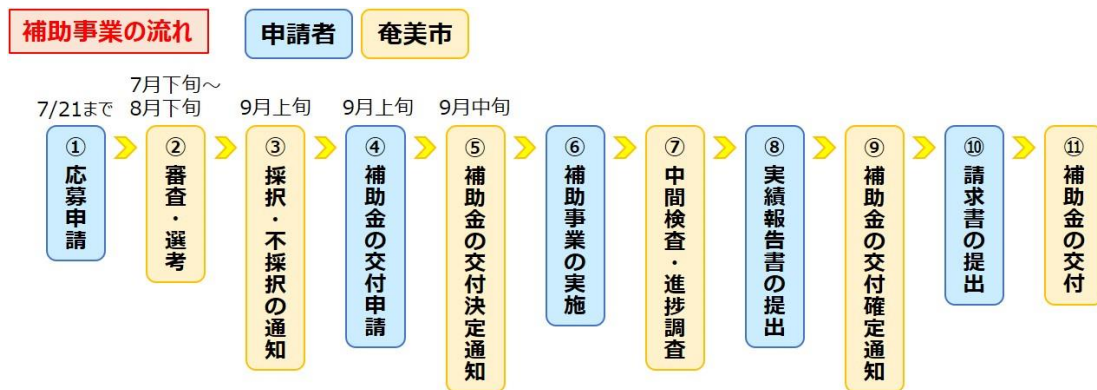 補助事業の流れ
申請者
奄美市
7/21まで
7月下旬～
8月下旬
9月上旬
9月上旬
9月中旬
①応募申請
②審査・選考
③採択・不採択の通知
④補助金の交付申請
⑤補助金の交付決定通知
⑥補助事業の実施
⑦中間検査・進捗調査
⑧実績報告書の提出
⑨補助金の交付確定通知
⑩請求書の提出
⑪補助金の交付